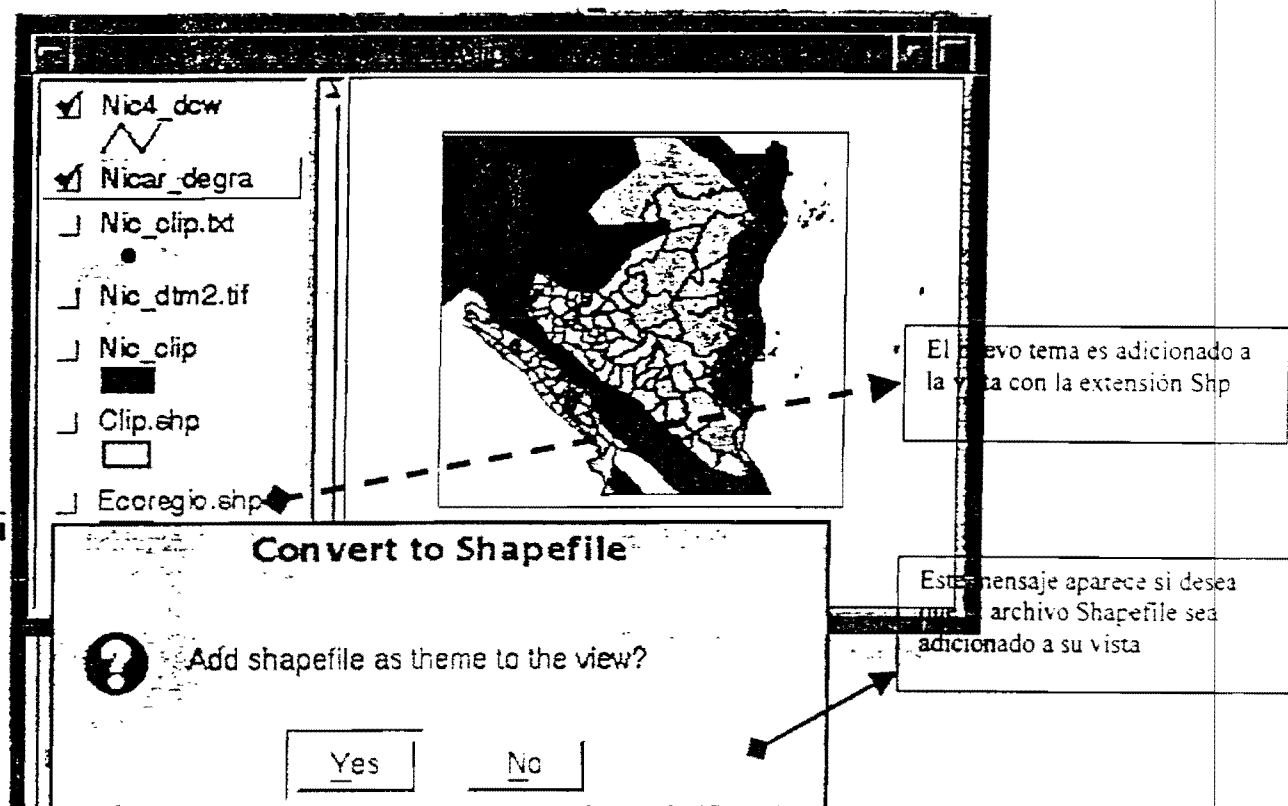 Nic4_dcw
Nicar_degra
Nic_clip.txt
Nic_dtm2.tif
Nic_clip
Clip.shp
Ecoregio.shp
El nuevo tema es adicionado a
la vista con la extensión Shp
Convert to Shapefile
Add shapefile as theme to the view?
Yes
No
Este mensaje aparece si desea
archivo Shapefile sea
adicionado a su vista